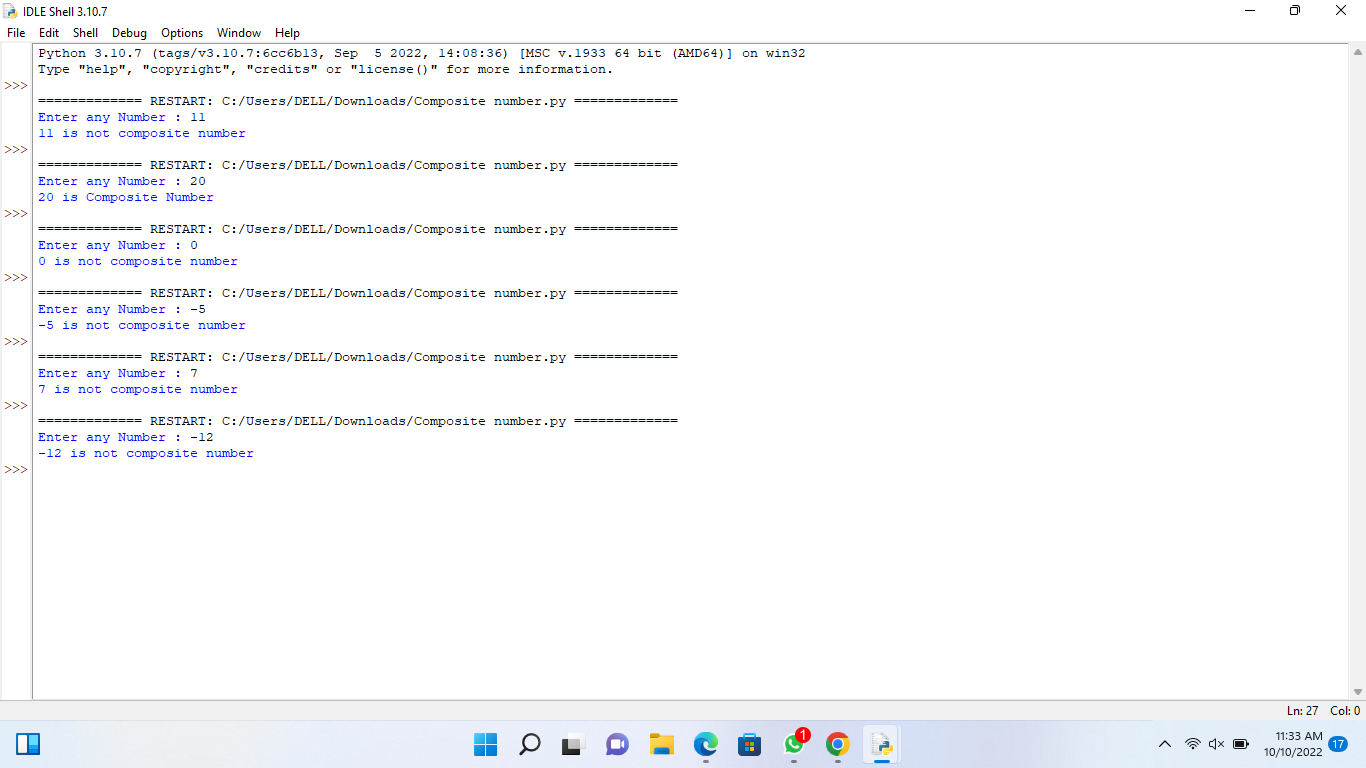 IDLE Shell 3.10.7
File Edit Shell Debug Options Window Help
Python 3.10.7 (tags/v3.10.7:6cc6b13, Sep  5 2022, 14:08:36) [MSC v.1933 64 bit (AMD64)] on win32
Type "help", "copyright", "credits" or "license()" for more information.
>>>
============= RESTART: C:/Users/DELL/Downloads/Composite number.py =============
Enter any Number : 11
11 is not composite number
>>>
============= RESTART: C:/Users/DELL/Downloads/Composite number.py =============
Enter any Number : 20
20 is Composite Number
>>>
============= RESTART: C:/Users/DELL/Downloads/Composite number.py =============
Enter any Number : 0
0 is not composite number
>>>
============= RESTART: C:/Users/DELL/Downloads/Composite number.py =============
Enter any Number : -5
-5 is not composite number
>>>
============= RESTART: C:/Users/DELL/Downloads/Composite number.py =============
Enter any Number : 7
7 is not composite number
>>>
============= RESTART: C:/Users/DELL/Downloads/Composite number.py =============
Enter any Number : -12
-12 is not composite number
>>>
Ln: 27 Col: 0
1
11:33 AM
10/10/2022
17